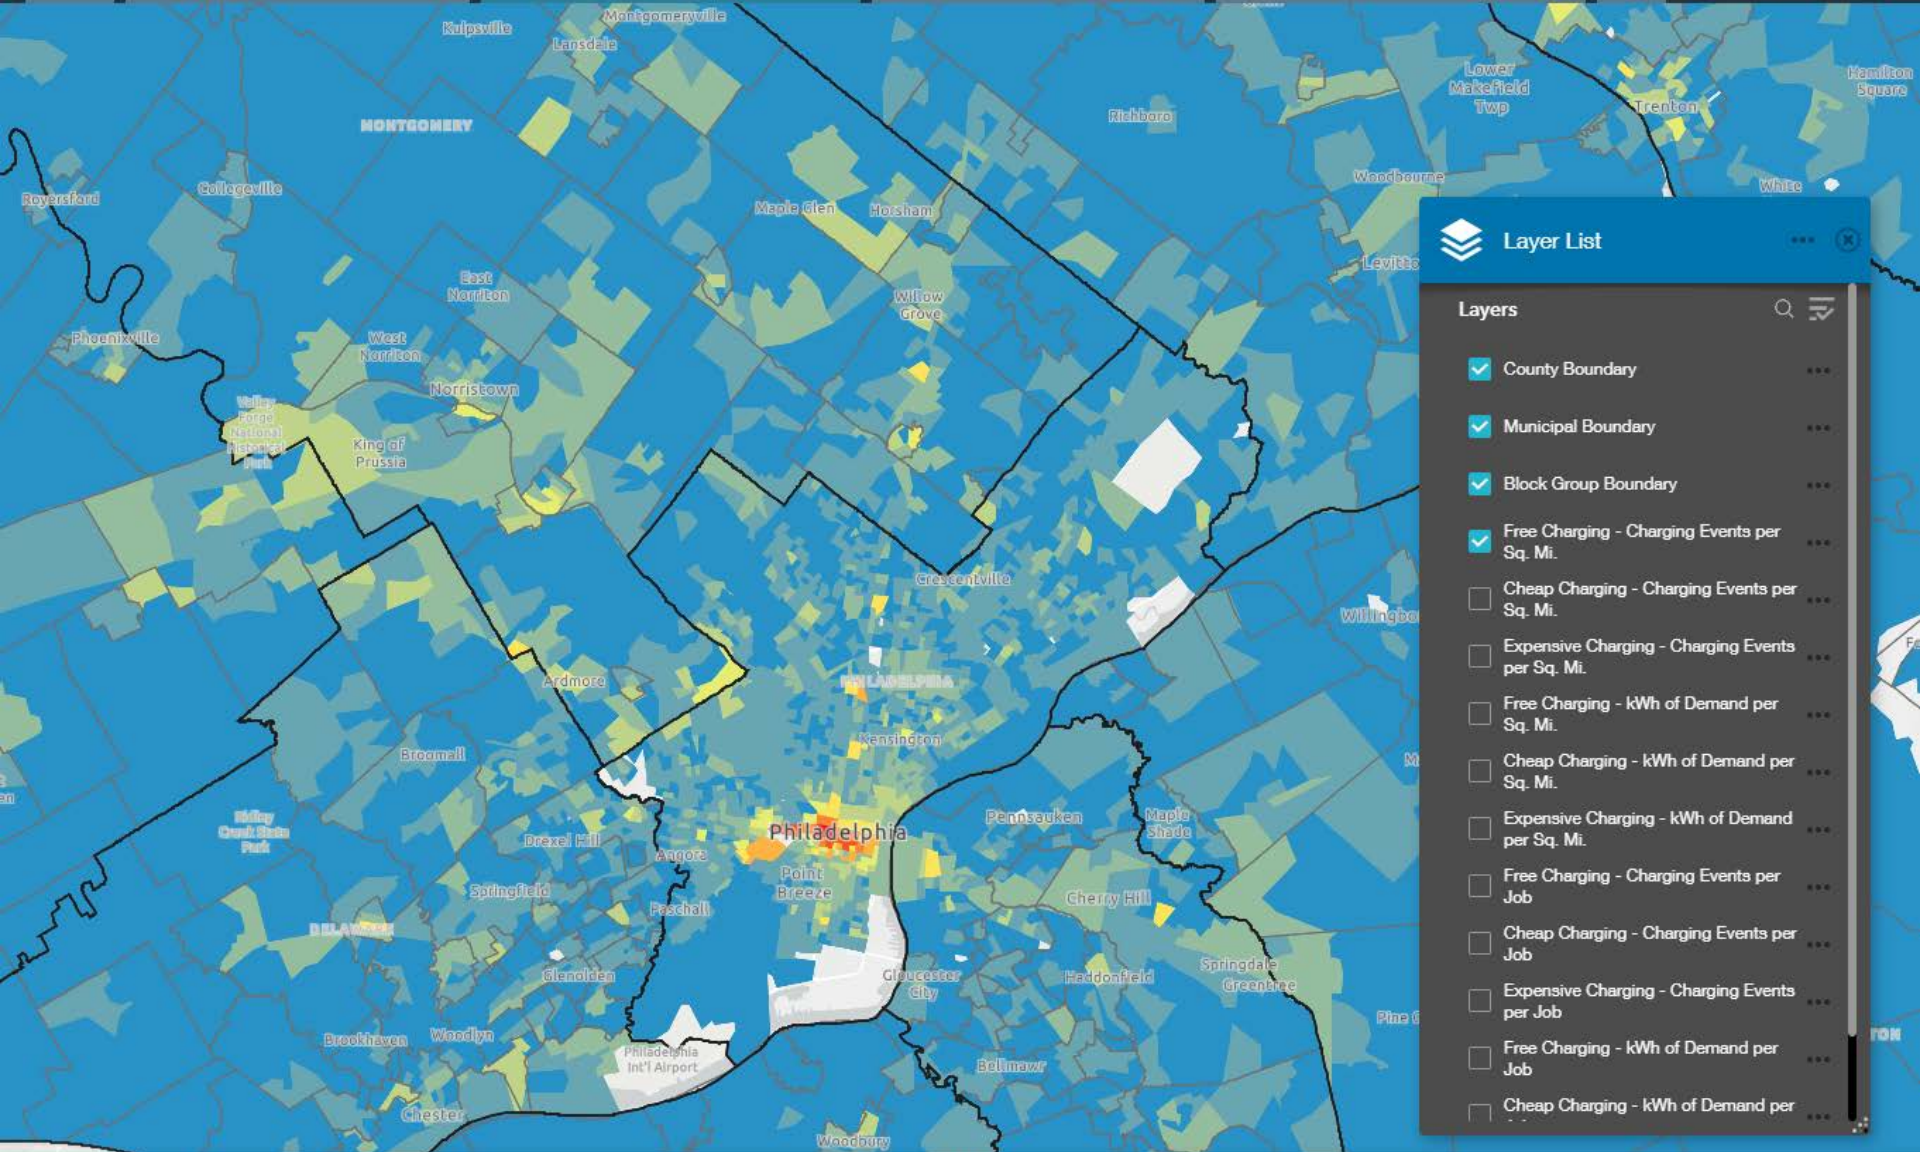 Montgomeryville
Kulpsville
Lansdale
Lower
Makefield
Twp
Hamilton
Square
Trenton
Richboro
MONTGOMERY
Woodbourne
White
Collegeville
Royersford
Maple Glen
Horsham
Layer List
Levitto
East
Norriton
Willow
Grove
Layers
Phoenixville
West
Norriton
County Boundary
Norristown
Valley
Forge
National
Historical
Park
Municipal Boundary
King of
Prussia
Block Group Boundary
Free Charging - Charging Events per
Sq. Mi.
Crescentville
Cheap Charging - Charging Events per
Sq. Mi.
Willingbo
Expensive Charging - Charging Events
per Sq. Mi.
Ardmore
PHILADELPHIA
Free Charging - kWh of Demand per
Sq. Mi.
Kensington
Broomall
Cheap Charging - kWh of Demand per
Sq. Mi.
Ridley
Creek State
Park
Pennsauken
Maple
Shade
Expensive Charging - kWh of Demand
per Sq. Mi.
Philadelphia
Drexel Hill
Angora
Point
Breeze
Free Charging - Charging Events per
Job
Springfield
Cherry Hill
Paschall
DELAWARE
Cheap Charging - Charging Events per
Job
Glenolden
Gloucester
City
Haddonfield
Springdale
Greentree
Expensive Charging - Charging Events
per Job
Pine
TON
Brookhaven
Woodlyn
Philadelphia
Int'l Airport
Bellmawr
Free Charging - kWh of Demand per
Job
Chester
Cheap Charging - kWh of Demand per
Woodbury